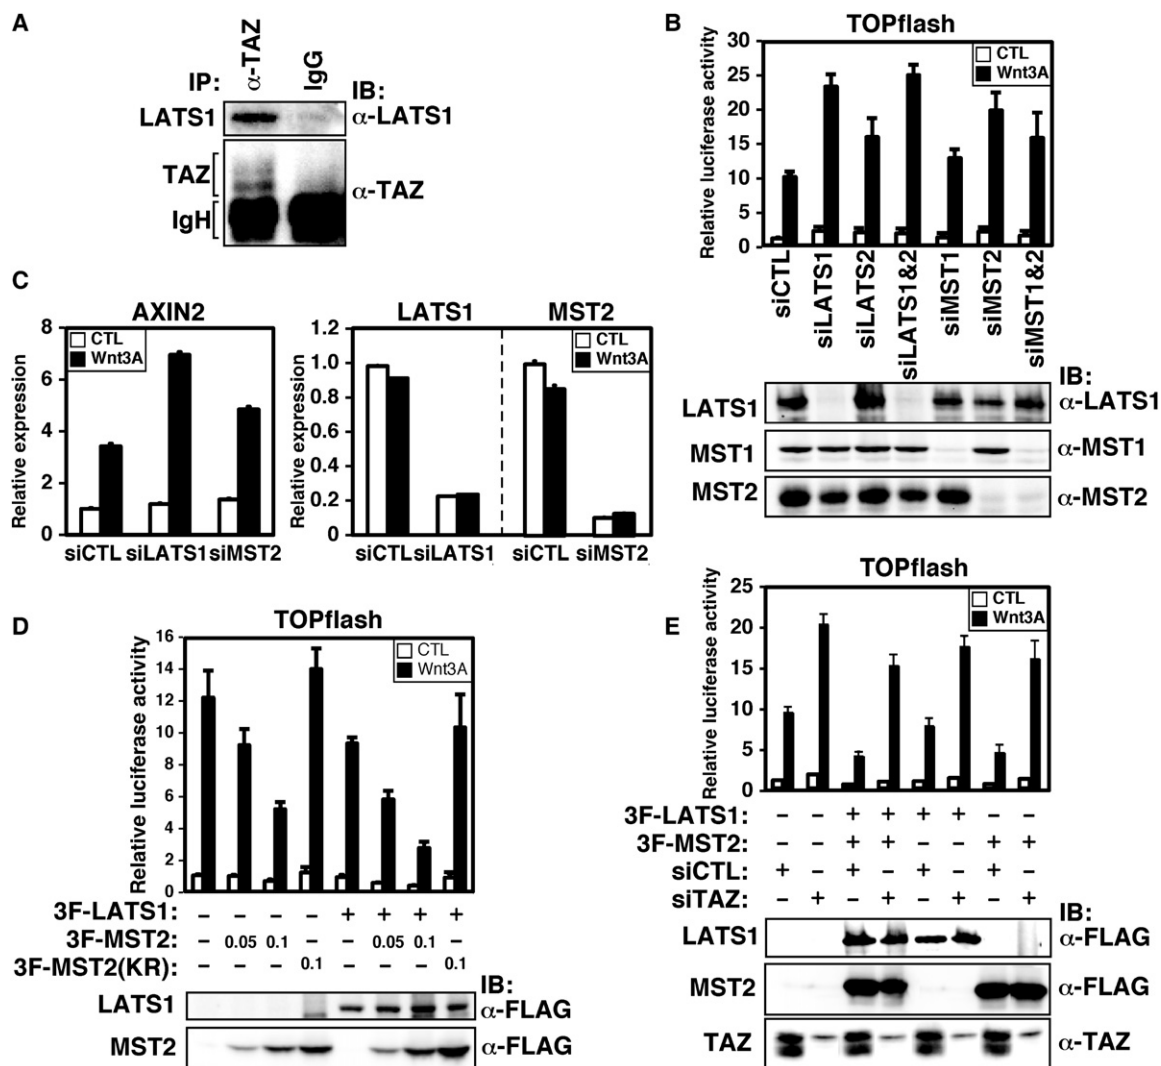 A
IP: α-TAZ IgG IB:
LATS1 α-LATS1
TAZ α-TAZ
IgH
B
TOPflash
CTL
Wnt3A
Relative luciferase activity
30
25
20
15
10
5
0
siCTL siLATS1 siLATS2 siLATS1&2 siMST1 siMST2 siMST1&2
IB:
LATS1 α-LATS1
MST1 α-MST1
MST2 α-MST2
C
AXIN2
CTL
Wnt3A
Relative expression
8
6
4
2
0
siCTL siLATS1 siMST2
LATS1 MST2
CTL
Wnt3A
Relative expression
1.2
1.0
0.8
0.6
0.4
0.2
0
siCTL siLATS1 siCTL siMST2
D
TOPflash
CTL
Wnt3A
Relative luciferase activity
16
14
12
10
8
6
4
2
0
3F-LATS1: – – – – + + + +
3F-MST2: – 0.05 0.1 – – 0.05 0.1 –
3F-MST2(KR): – – – 0.1 – – – 0.1
IB:
LATS1 α-FLAG
MST2 α-FLAG
E
TOPflash
CTL
Wnt3A
Relative luciferase activity
25
20
15
10
5
0
3F-LATS1: – – + + + + – –
3F-MST2: – – + + – – + +
siCTL: + – + – + – + –
siTAZ: – + – + – + – +
IB:
LATS1 α-FLAG
MST2 α-FLAG
TAZ α-TAZ